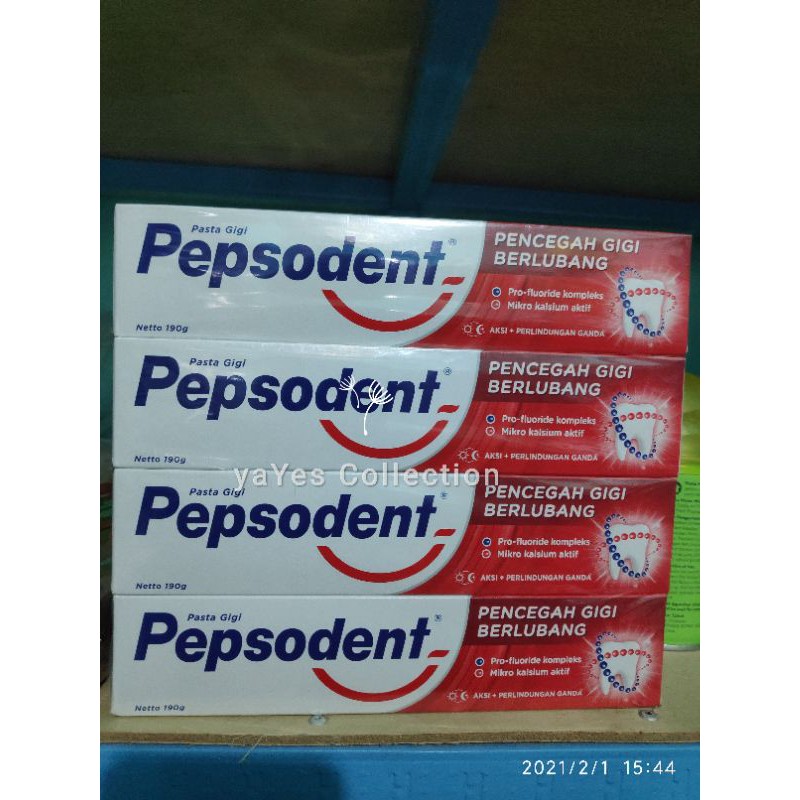 Pasta Gigi
Pepsodent®
Netto 190g
PENCEGAH GIGI
BERLUBANG
Pro-fluoride kompleks
Mikro kalsium aktif
AKSI + PERLINDUNGAN GANDA
Pasta Gigi
Pepsodent®
Netto 190g
PENCEGAH GIGI
BERLUBANG
Pro-fluoride kompleks
Mikro kalsium aktif
AKSI + PERLINDUNGAN GANDA
yaYes Collection
Pasta Gigi
Pepsodent®
Netto 190g
PENCEGAH GIGI
BERLUBANG
Pro-fluoride kompleks
Mikro kalsium aktif
AKSI + PERLINDUNGAN GANDA
Pasta Gigi
Pepsodent®
Netto 190g
PENCEGAH GIGI
BERLUBANG
Pro-fluoride kompleks
Mikro kalsium aktif
AKSI + PERLINDUNGAN GANDA
2021/2/1 15:44